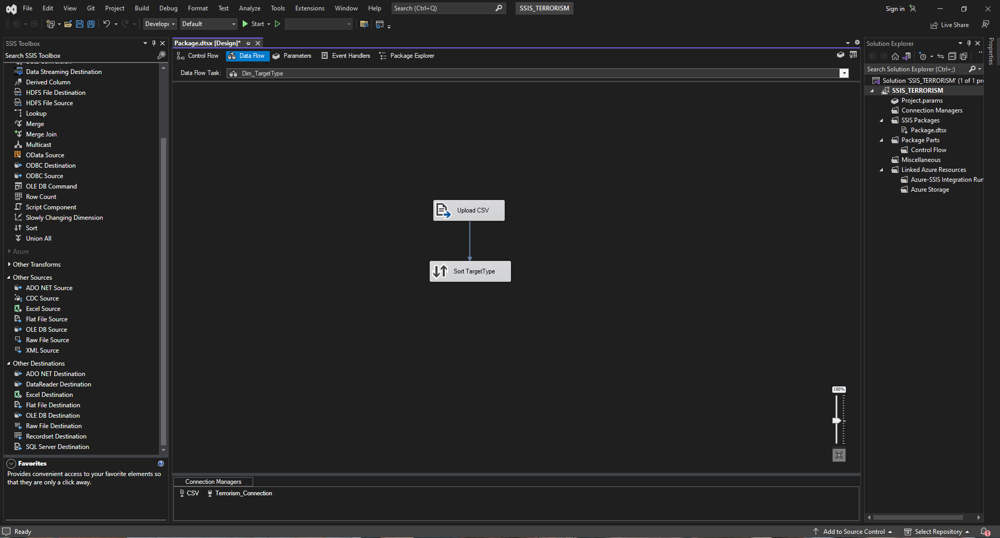 File Edit View Git Project Build Debug Format Test Analyze Tools Extensions Window Help Search (Ctrl+Q) SSIS_TERRORISM Sign in
Develop Default Start Live Share
SSIS Toolbox
Search SSIS Toolbox
Data Streaming Destination
Derived Column
HDFS File Destination
HDFS File Source
Lookup
Merge
Merge Join
Multicast
OData Source
ODBC Destination
ODBC Source
OLE DB Command
Row Count
Script Component
Slowly Changing Dimension
Sort
Union All
Azure
Other Transforms
Other Sources
ADO NET Source
CDC Source
Excel Source
Flat File Source
OLE DB Source
Raw File Source
XML Source
Other Destinations
ADO NET Destination
DataReader Destination
Excel Destination
Flat File Destination
OLE DB Destination
Raw File Destination
Recordset Destination
SQL Server Destination
Favorites
Provides convenient access to your favorite elements so
that they are only a click away.
Package.dtsx [Design]*
Control Flow Data Flow Parameters Event Handlers Package Explorer
Data Flow Task: Dim_TargetType
Upload CSV
Sort TargetType
100%
Connection Managers
CSV Terrorism_Connection
Solution Explorer
Search Solution Explorer (Ctrl+;)
Solution 'SSIS_TERRORISM' (1 of 1 pr
SSIS_TERRORISM
Project.params
Connection Managers
SSIS Packages
Package.dtsx
Package Parts
Control Flow
Miscellaneous
Linked Azure Resources
Azure-SSIS Integration Run
Azure Storage
Properties
Ready Add to Source Control Select Repository 1